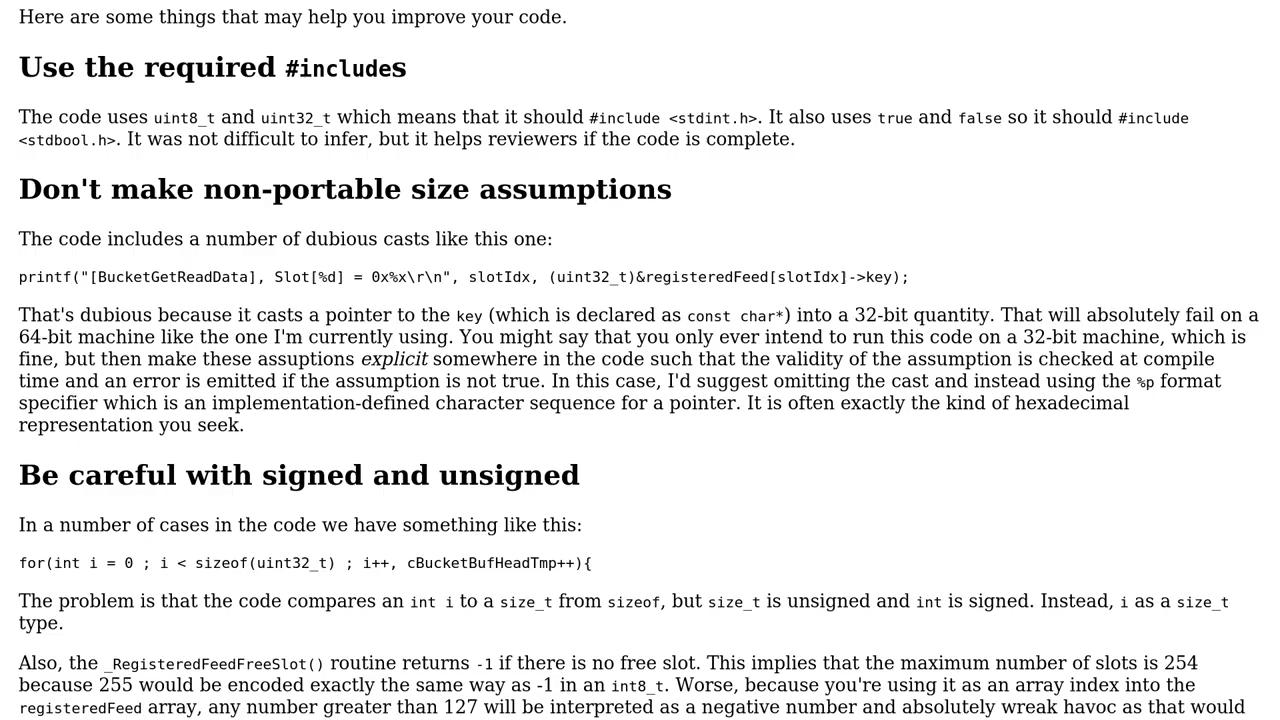 Here are some things that may help you improve your code.
Use the required #includes
The code uses uint8_t and uint32_t which means that it should #include <stdint.h>. It also uses true and false so it should #include
<stdbool.h>. It was not difficult to infer, but it helps reviewers if the code is complete.
Don't make non-portable size assumptions
The code includes a number of dubious casts like this one:
printf("[BucketGetReadData], Slot[%d] = 0x%x\r\n", slotIdx, (uint32_t)&registeredFeed[slotIdx]->key);
That's dubious because it casts a pointer to the key (which is declared as const char*) into a 32-bit quantity. That will absolutely fail on a
64-bit machine like the one I'm currently using. You might say that you only ever intend to run this code on a 32-bit machine, which is
fine, but then make these assuptions explicit somewhere in the code such that the validity of the assumption is checked at compile
time and an error is emitted if the assumption is not true. In this case, I'd suggest omitting the cast and instead using the %p format
specifier which is an implementation-defined character sequence for a pointer. It is often exactly the kind of hexadecimal
representation you seek.
Be careful with signed and unsigned
In a number of cases in the code we have something like this:
for(int i = 0 ; i < sizeof(uint32_t) ; i++, cBucketBufHeadTmp++){
The problem is that the code compares an int i to a size_t from sizeof, but size_t is unsigned and int is signed. Instead, i as a size_t
type.
Also, the _RegisteredFeedFreeSlot() routine returns -1 if there is no free slot. This implies that the maximum number of slots is 254
because 255 would be encoded exactly the same way as -1 in an int8_t. Worse, because you're using it as an array index into the
registeredFeed array, any number greater than 127 will be interpreted as a negative number and absolutely wreak havoc as that would